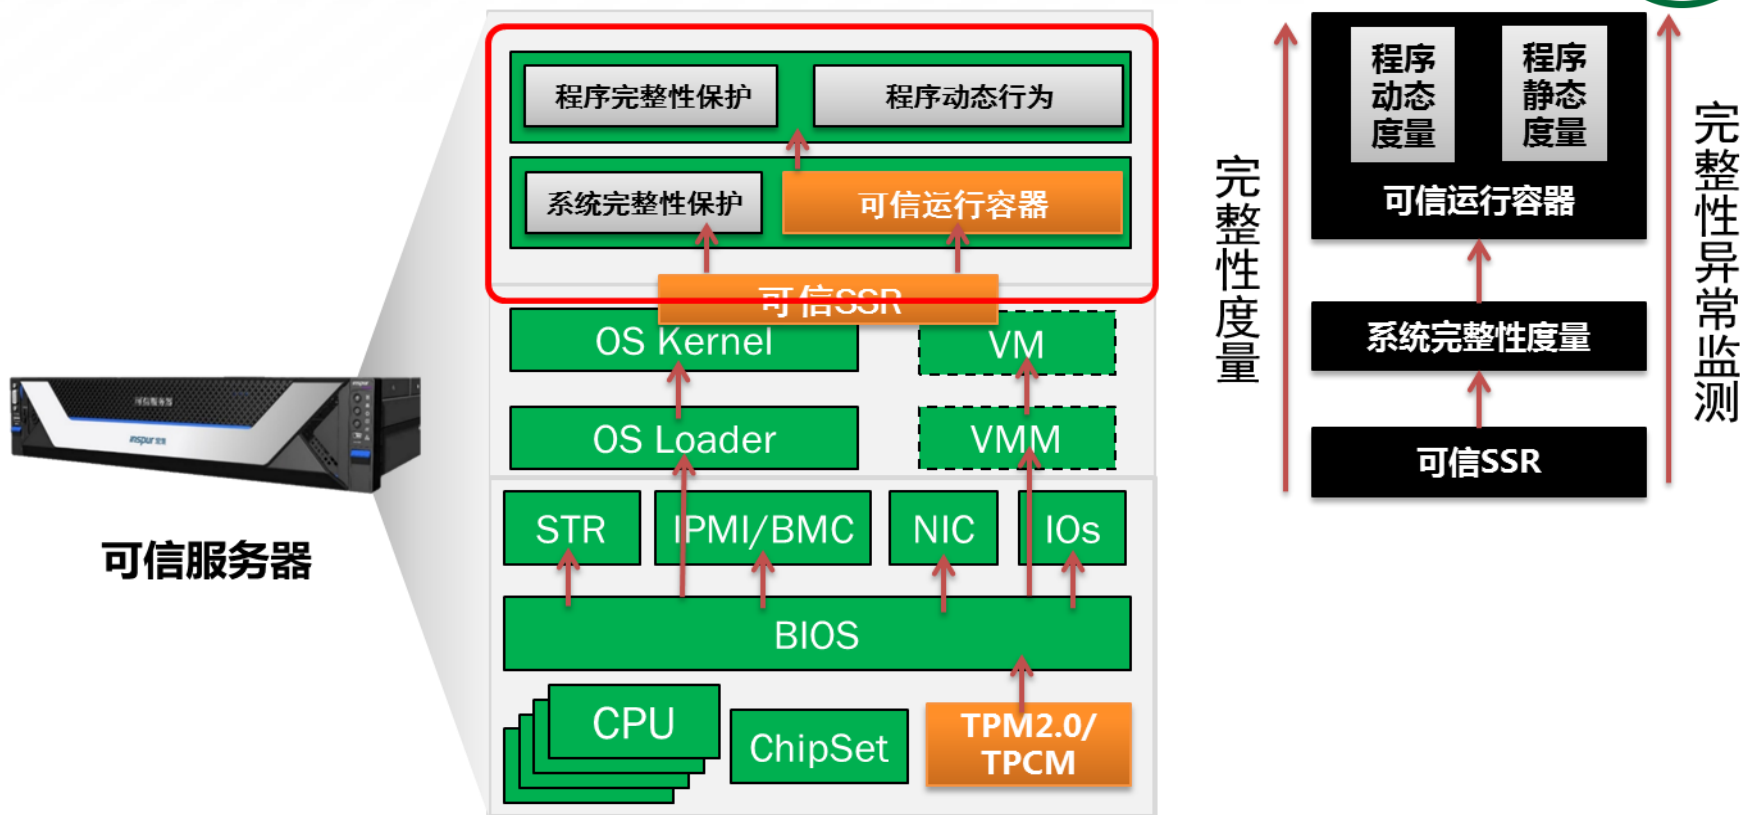 程序完整性保护
程序动态行为
系统完整性保护
可信运行容器
可信SSR
OS Kernel
VM
OS Loader
VMM
STR
IPMI/BMC
NIC
IOs
BIOS
CPU
ChipSet
TPM2.0/
TPCM
inspur 浪潮
可信服务器
完整性度量
程序
动态
度量
程序
静态
度量
可信运行容器
系统完整性度量
可信SSR
完整性异常监测